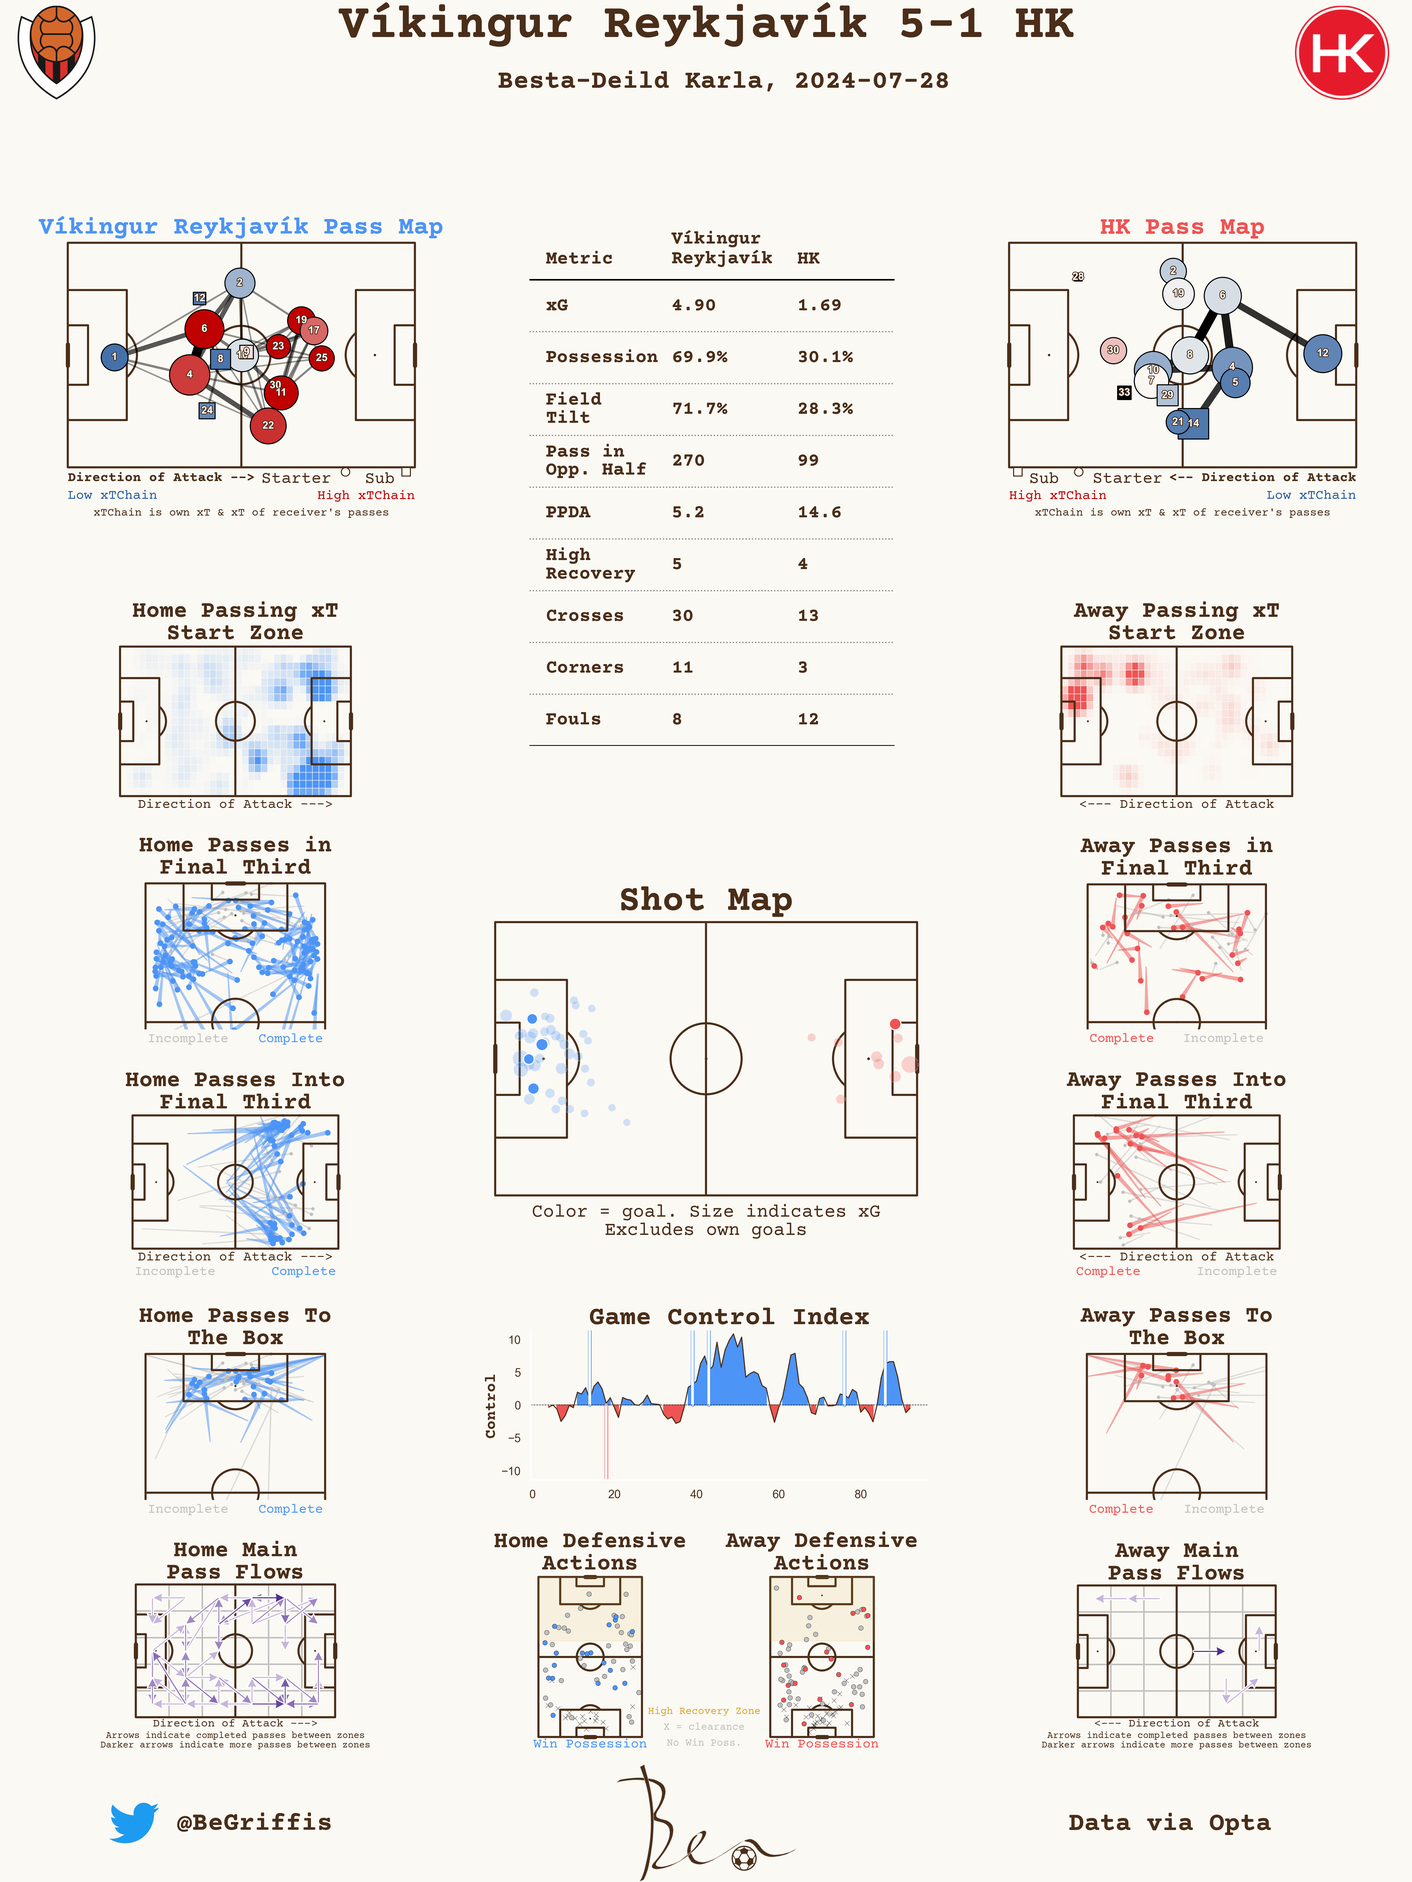 Víkingur Reykjavík 5-1 HK
Besta-Deild Karla, 2024-07-28
HK
Víkingur Reykjavík Pass Map
12
2
6
19
17
1
8
19
23
25
4
30
11
24
22
Direction of Attack --> Starter Sub
Low xTChain High xTChain
xTChain is own xT & xT of receiver's passes
Metric Víkingur Reykjavík HK
xG 4.90 1.69
Possession 69.9% 30.1%
Field Tilt 71.7% 28.3%
Pass in Opp. Half 270 99
PPDA 5.2 14.6
High Recovery 5 4
Crosses 30 13
Corners 11 3
Fouls 8 12
HK Pass Map
28
2
19
6
30
8
12
10
4
7
5
33
29
21
14
Sub Starter <-- Direction of Attack
High xTChain Low xTChain
xTChain is own xT & xT of receiver's passes
Home Passing xT
Start Zone
Direction of Attack --->
Away Passing xT
Start Zone
<--- Direction of Attack
Home Passes in
Final Third
Incomplete Complete
Away Passes in
Final Third
Complete Incomplete
Shot Map
Color = goal. Size indicates xG
Excludes own goals
Home Passes Into
Final Third
Direction of Attack --->
Incomplete Complete
Away Passes Into
Final Third
<--- Direction of Attack
Complete Incomplete
Home Passes To
The Box
Incomplete Complete
Game Control Index
Control
10
5
0
−5
−10
0 20 40 60 80
Away Passes To
The Box
Complete Incomplete
Home Main
Pass Flows
Direction of Attack --->
Arrows indicate completed passes between zones
Darker arrows indicate more passes between zones
Home Defensive
Actions
Win Possession
High Recovery Zone
X = clearance
No Win Poss.
Away Defensive
Actions
Win Possession
Away Main
Pass Flows
<--- Direction of Attack
Arrows indicate completed passes between zones
Darker arrows indicate more passes between zones
@BeGriffis
Ben
Data via Opta